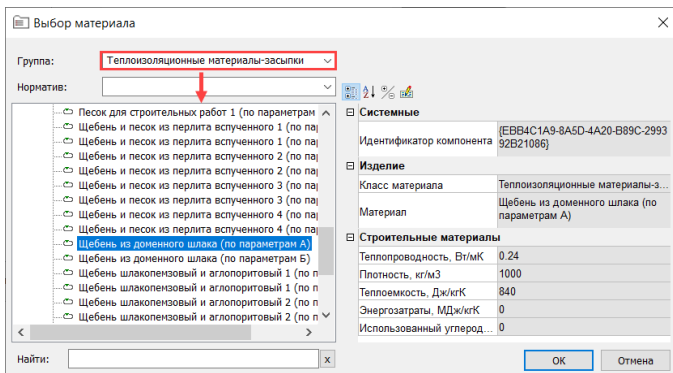 Выбор материала
Группа: Теплоизоляционные материалы-засыпки
Норматив:
Песок для строительных работ 1 (по параметрам
Щебень и песок из перлита вспученного 1 (по пар
Щебень и песок из перлита вспученного 1 (по пар
Щебень и песок из перлита вспученного 2 (по пар
Щебень и песок из перлита вспученного 2 (по пар
Щебень и песок из перлита вспученного 3 (по пар
Щебень и песок из перлита вспученного 3 (по пар
Щебень и песок из перлита вспученного 4 (по пар
Щебень и песок из перлита вспученного 4 (по пар
Щебень из доменного шлака (по параметрам А)
Щебень из доменного шлака (по параметрам Б)
Щебень шлакопемзовый и аглопоритовый 1 (по п
Щебень шлакопемзовый и аглопоритовый 1 (по п
Щебень шлакопемзовый и аглопоритовый 2 (по п
Щебень шлакопемзовый и аглопоритовый 2 (по п
Найти: x
Системные
Идентификатор компонента {EBB4C1A9-8A5D-4A20-B89C-2993
92B21086}
Изделие
Класс материала Теплоизоляционные материалы-з...
Материал Щебень из доменного шлака (по
параметрам А)
Строительные материалы
Теплопроводность, Вт/мК 0.24
Плотность, кг/м3 1000
Теплоемкость, Дж/кгК 840
Энергозатраты, МДж/кгК 0
Использованный углерод... 0
ОК Отмена